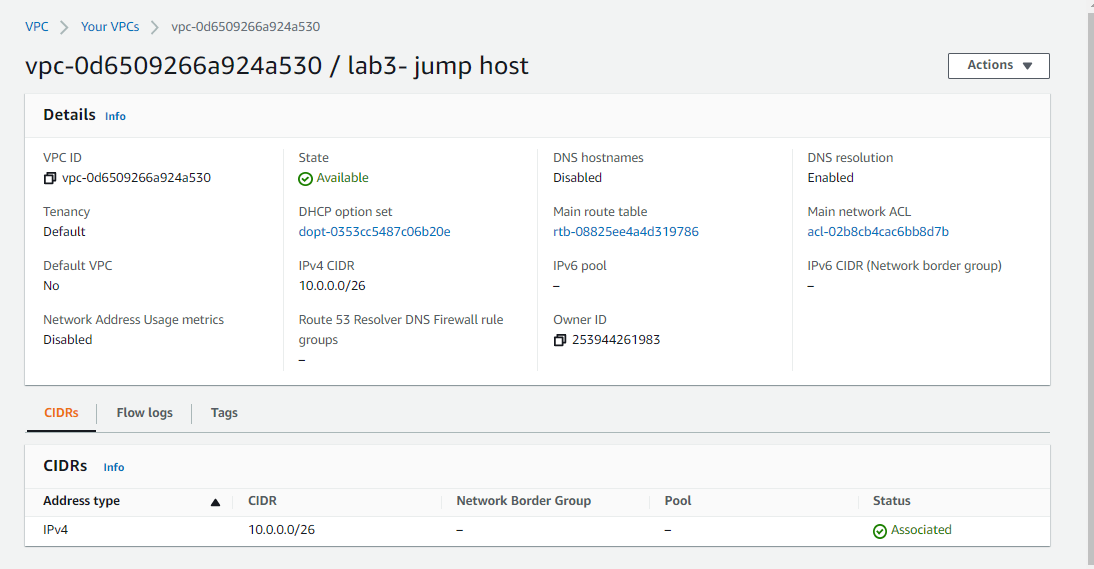 VPC > Your VPCs > vpc-0d6509266a924a530
vpc-0d6509266a924a530 / lab3- jump host
Actions
Details Info
VPC ID
vpc-0d6509266a924a530
State
Available
DNS hostnames
Disabled
DNS resolution
Enabled
Tenancy
Default
DHCP option set
dopt-0353cc5487c06b20e
Main route table
rtb-08825ee4a4d319786
Main network ACL
acl-02b8cb4cac6bb8d7b
Default VPC
No
IPv4 CIDR
10.0.0.0/26
IPv6 pool
–
IPv6 CIDR (Network border group)
–
Network Address Usage metrics
Disabled
Route 53 Resolver DNS Firewall rule
groups
–
Owner ID
253944261983
CIDRs Flow logs Tags
CIDRs Info
Address type CIDR Network Border Group Pool Status
IPv4 10.0.0.0/26 – – Associated